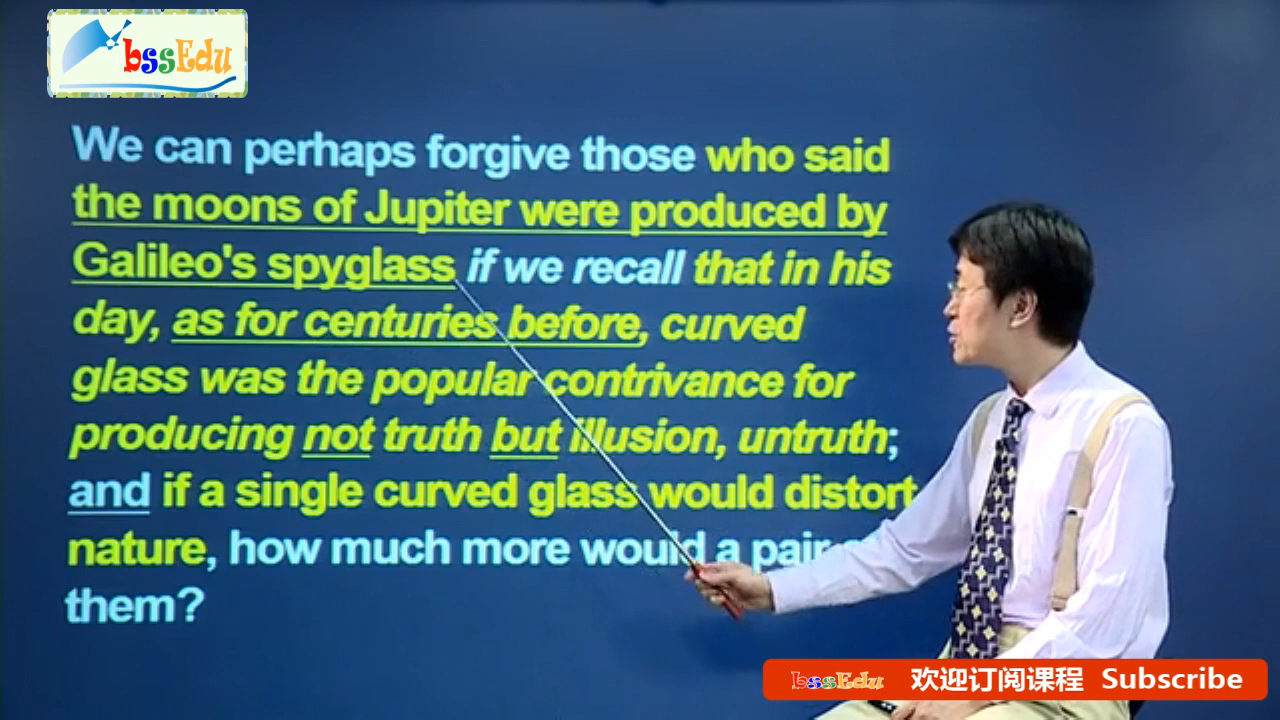 bssEdu
We can perhaps forgive those who said
the moons of Jupiter were produced by
Galileo's spyglass if we recall that in his
day, as for centuries before, curved
glass was the popular contrivance for
producing not truth but illusion, untruth;
and if a single curved glass would distort
nature, how much more would a pair
them?
bssEdu 欢迎订阅课程 Subscribe